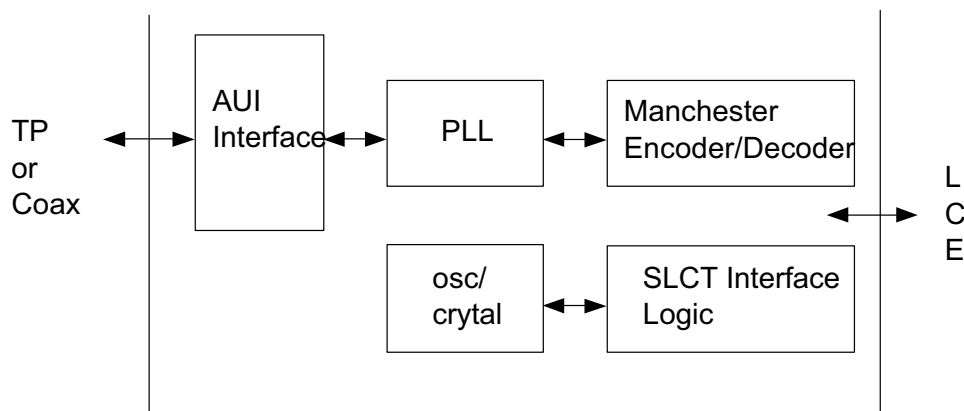 TP
or
Coax
AUI
Interface
PLL
Manchester
Encoder/Decoder
osc/
crytal
SLCT Interface
Logic
L
C
E